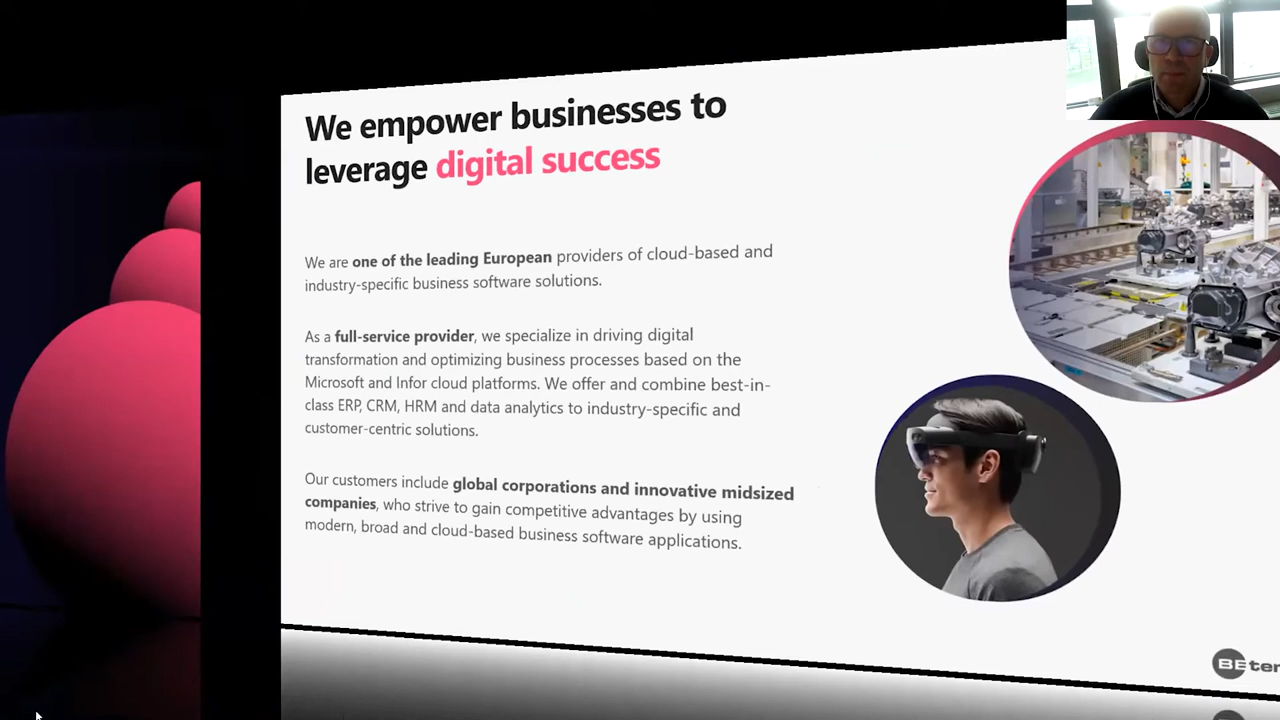 We empower businesses to
leverage digital success
We are one of the leading European providers of cloud-based and
industry-specific business software solutions.
As a full-service provider, we specialize in driving digital
transformation and optimizing business processes based on the
Microsoft and Infor cloud platforms. We offer and combine best-in-
class ERP, CRM, HRM and data analytics to industry-specific and
customer-centric solutions.
Our customers include global corporations and innovative midsized
companies, who strive to gain competitive advantages by using
modern, broad and cloud-based business software applications.
BEter